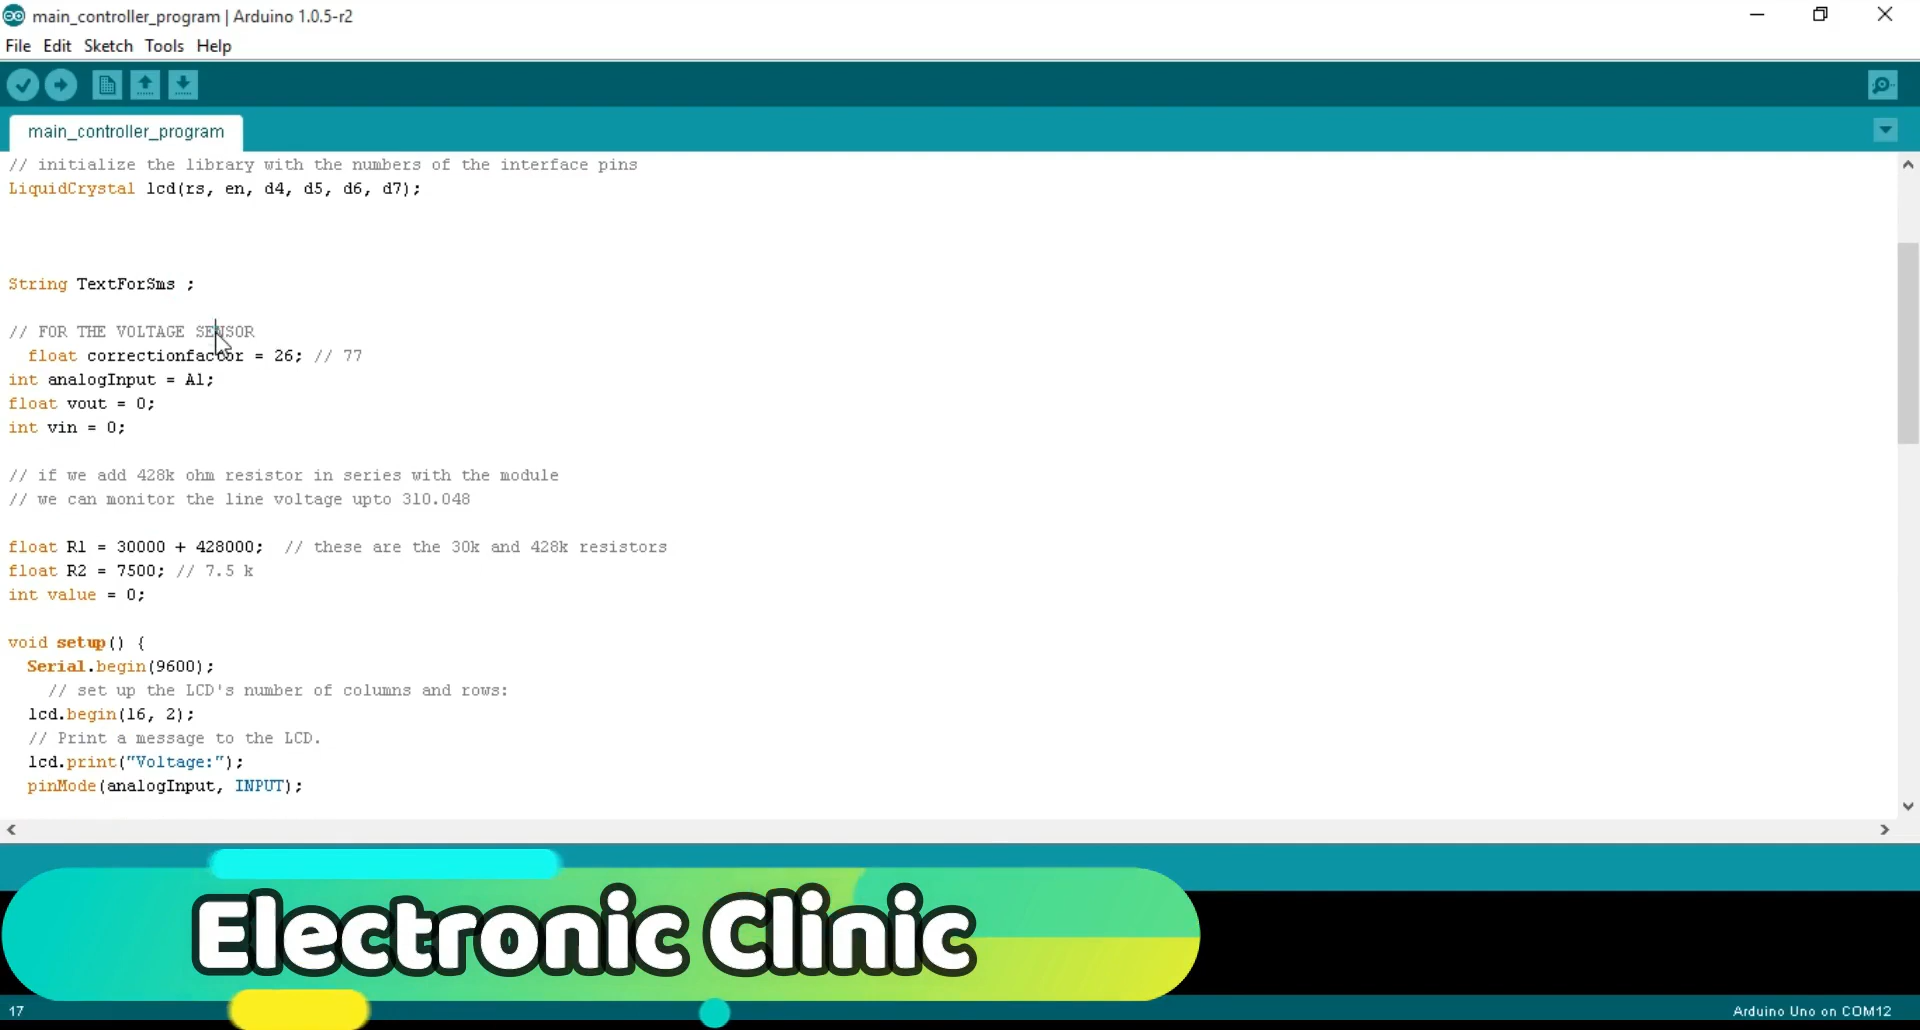 main_controller_program | Arduino 1.0.5-r2
File Edit Sketch Tools Help
main_controller_program
// initialize the library with the numbers of the interface pins
LiquidCrystal lcd(rs, en, d4, d5, d6, d7);
String TextForSms ;
// FOR THE VOLTAGE SENSOR
float correctionfactor = 26; // 77
int analogInput = A1;
float vout = 0;
int vin = 0;
// if we add 428k ohm resistor in series with the module
// we can monitor the line voltage upto 310.048
float R1 = 30000 + 428000; // these are the 30k and 428k resistors
float R2 = 7500; // 7.5 k
int value = 0;
void setup() {
Serial.begin(9600);
// set up the LCD's number of columns and rows:
lcd.begin(16, 2);
// Print a message to the LCD.
lcd.print("Voltage:");
pinMode(analogInput, INPUT);
Electronic Clinic
17
Arduino Uno on COM12